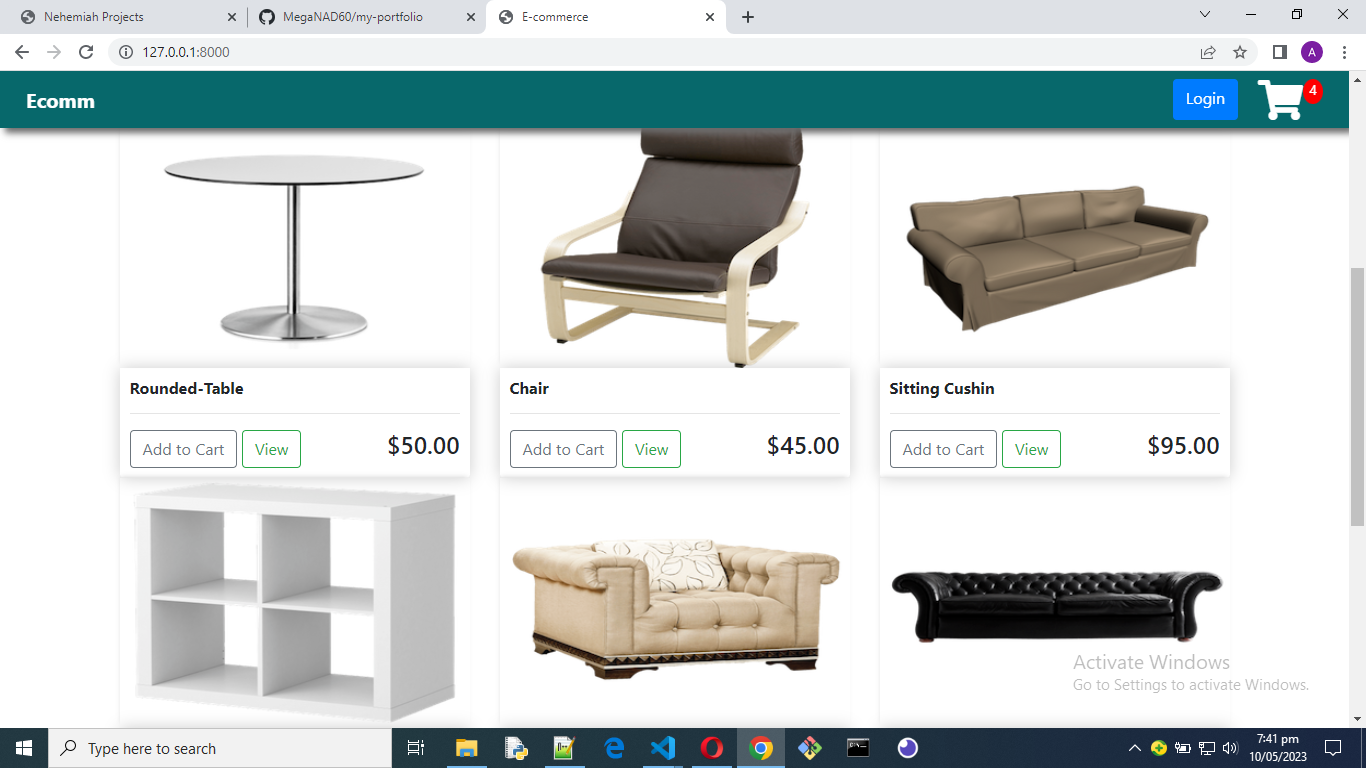 Nehemiah Projects
MegaNAD60/my-portfolio
E-commerce
127.0.0.1:8000
A
Ecomm
Login
4
Rounded-Table
Add to Cart
View
$50.00
Chair
Add to Cart
View
$45.00
Sitting Cushin
Add to Cart
View
$95.00
Activate Windows
Go to Settings to activate Windows.
Type here to search
7:41 pm
10/05/2023